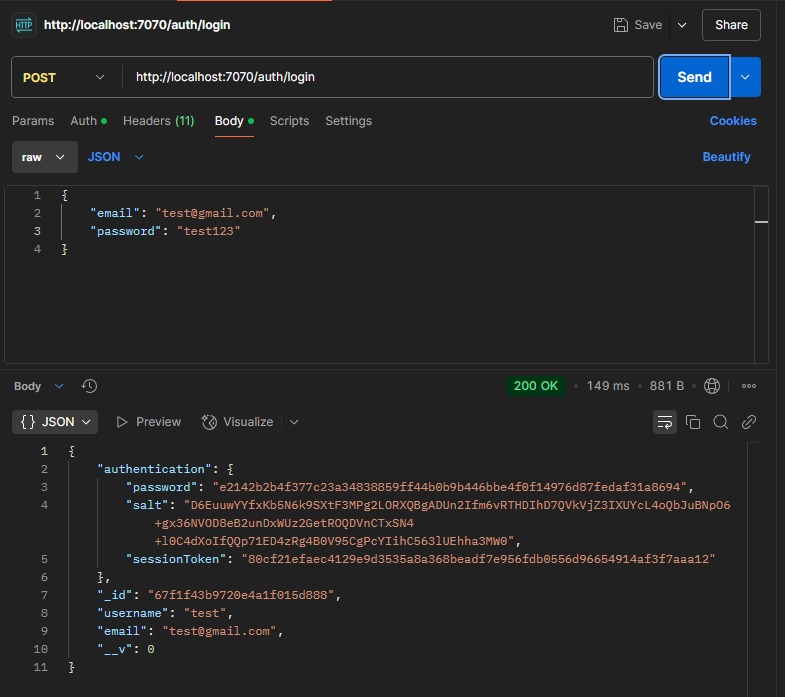 HTTP http://localhost:7070/auth/login Save Share
POST http://localhost:7070/auth/login Send
Params Auth Headers (11) Body Scripts Settings Cookies
raw JSON Beautify
1 {
2 "email": "test@gmail.com",
3 "password": "test123"
4 }
Body 200 OK 149 ms 881 B
{} JSON Preview Visualize
1 {
2 "authentication": {
3 "password": "e2142b2b4f377c23a34838859ff44b0b9b446bbe4f0f14976d87fedaf31a8694",
4 "salt": "D6EuuwYYfxKb5N6k9SXtF3MPg2LORXQBgADUn2Ifm6vRTHDIhD7QVkVjZ3IXUYcL4oQbJuBNpO6
+gx36NVOD8eB2unDxWUz2GetROQDVnCTxSN4
+l0C4dXoIfQQp71ED4zRg4B0V95CgPcYIihC563lUEhha3MW0",
5 "sessionToken": "80cf21efaec4129e9d3535a8a368beadf7e956fdb0556d96654914af3f7aaa12"
6 },
7 "_id": "67f1f43b9720e4a1f015d888",
8 "username": "test",
9 "email": "test@gmail.com",
10 "__v": 0
11 }